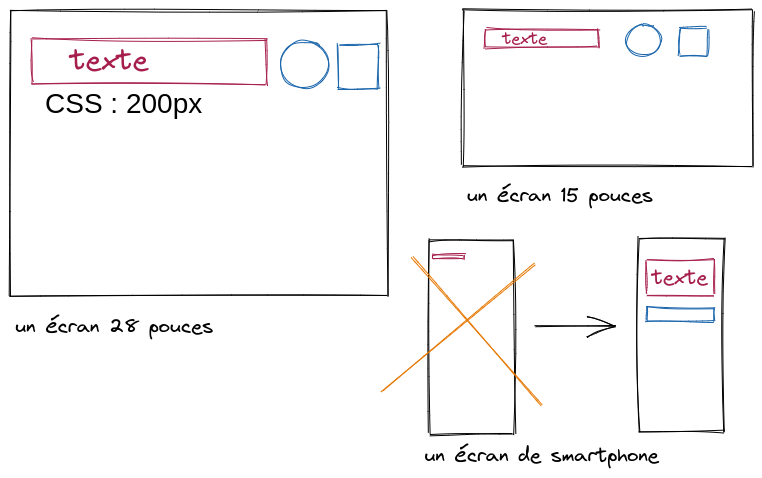 texte
CSS : 200px
un écran 28 pouces
texte
un écran 15 pouces
texte
un écran de smartphone